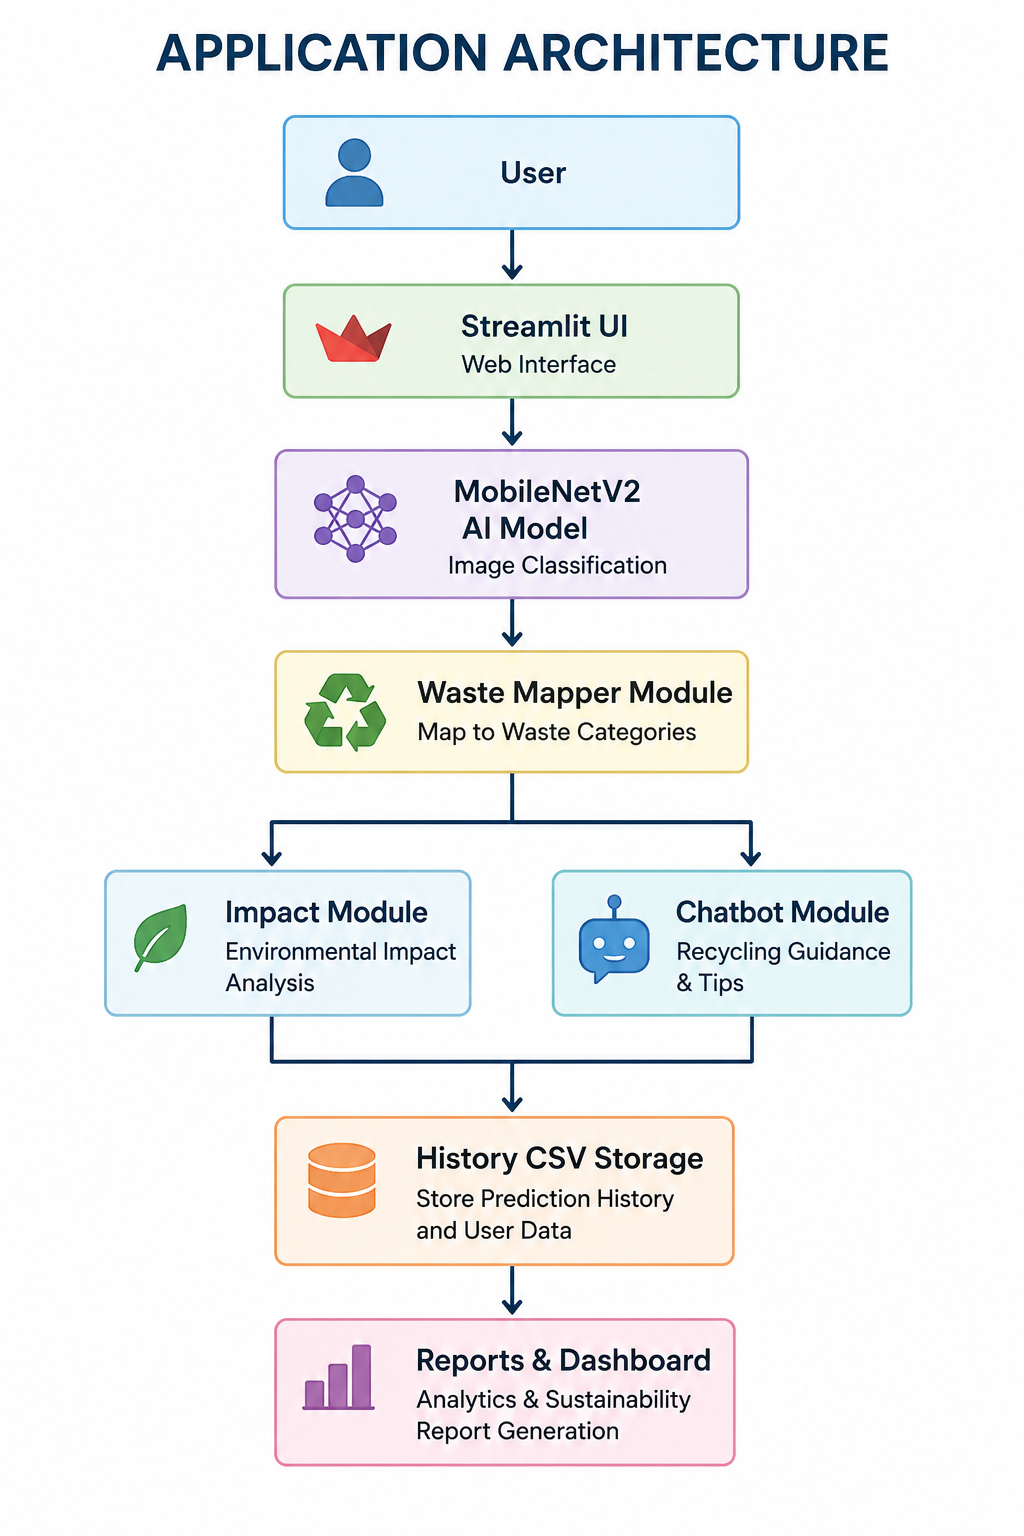 APPLICATION ARCHITECTURE
User
Streamlit UI
Web Interface
MobileNetV2
AI Model
Image Classification
Waste Mapper Module
Map to Waste Categories
Impact Module
Environmental Impact
Analysis
Chatbot Module
Recycling Guidance
& Tips
History CSV Storage
Store Prediction History
and User Data
Reports & Dashboard
Analytics & Sustainability
Report Generation